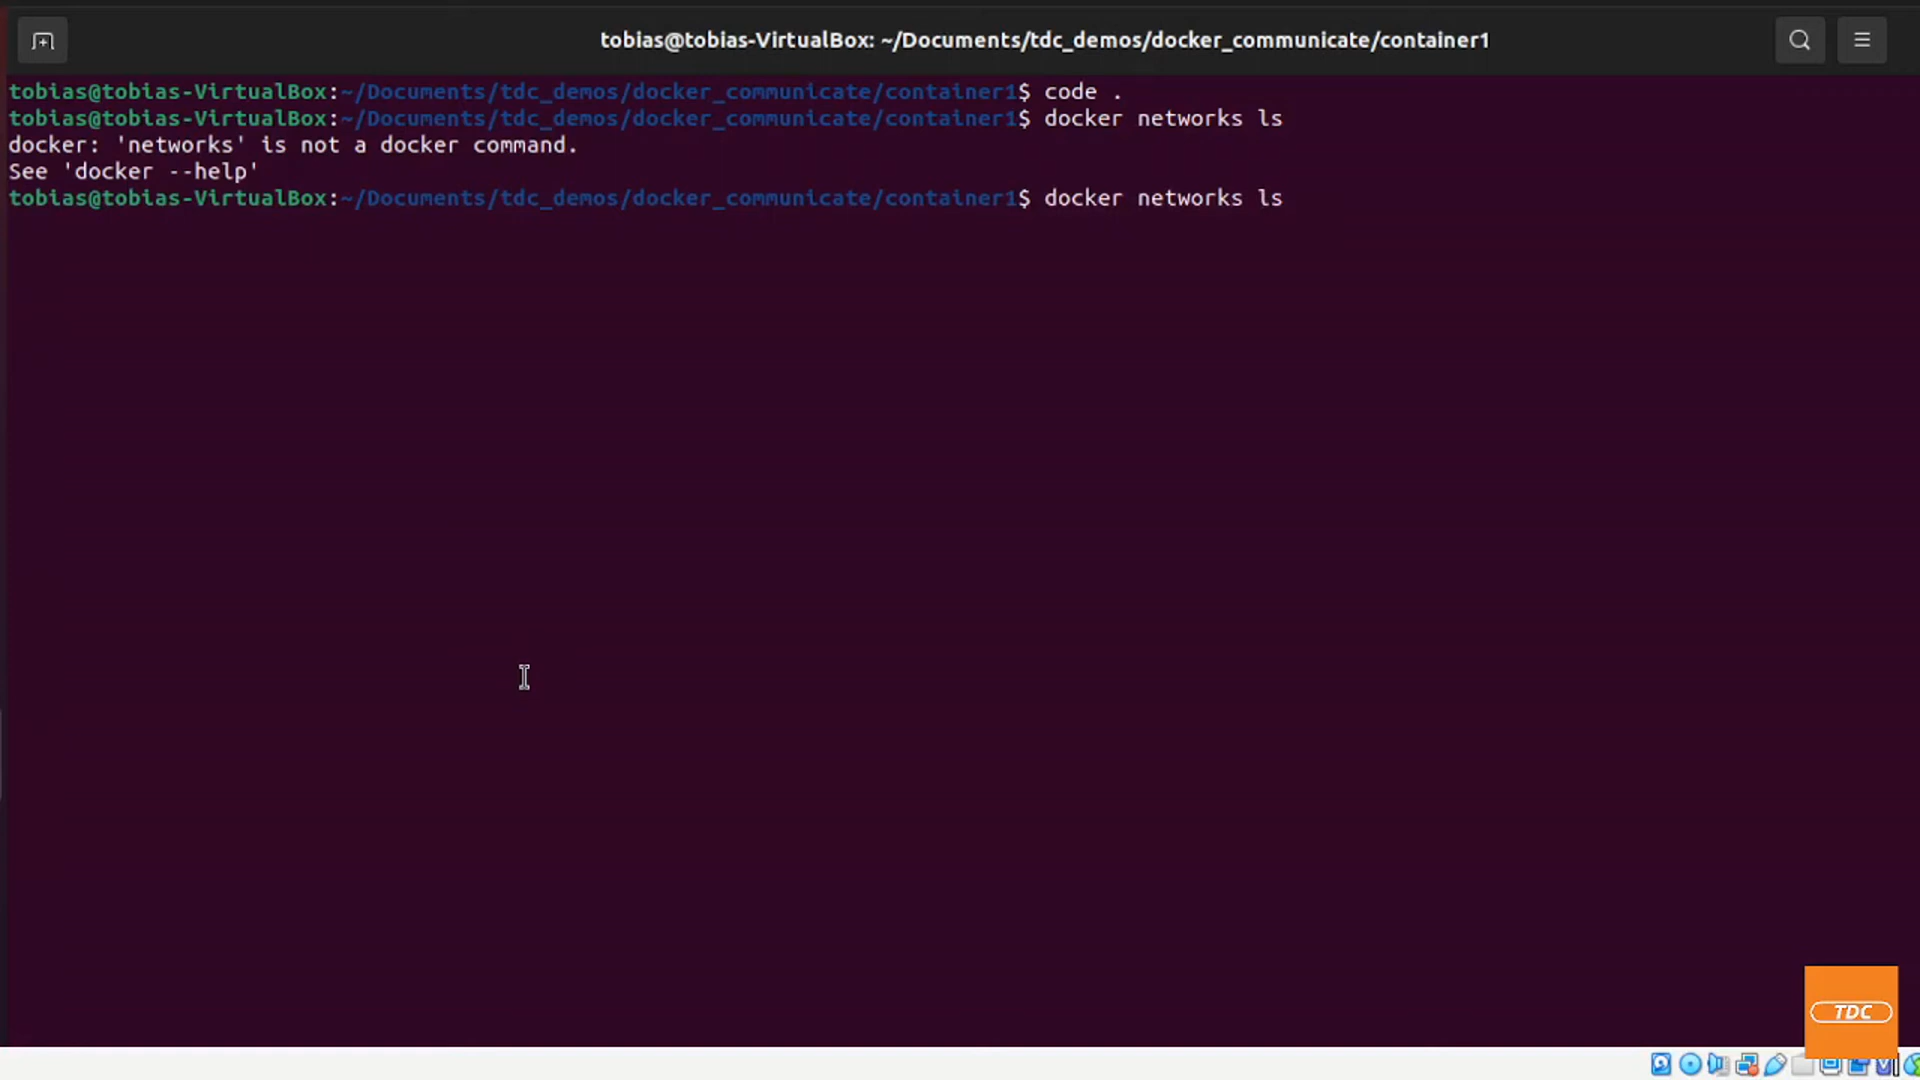 tobias@tobias-VirtualBox: ~/Documents/tdc_demos/docker_communicate/container1
tobias@tobias-VirtualBox:~/Documents/tdc_demos/docker_communicate/container1$ code .
tobias@tobias-VirtualBox:~/Documents/tdc_demos/docker_communicate/container1$ docker networks ls
docker: 'networks' is not a docker command.
See 'docker --help'
tobias@tobias-VirtualBox:~/Documents/tdc_demos/docker_communicate/container1$ docker networks ls
TDC